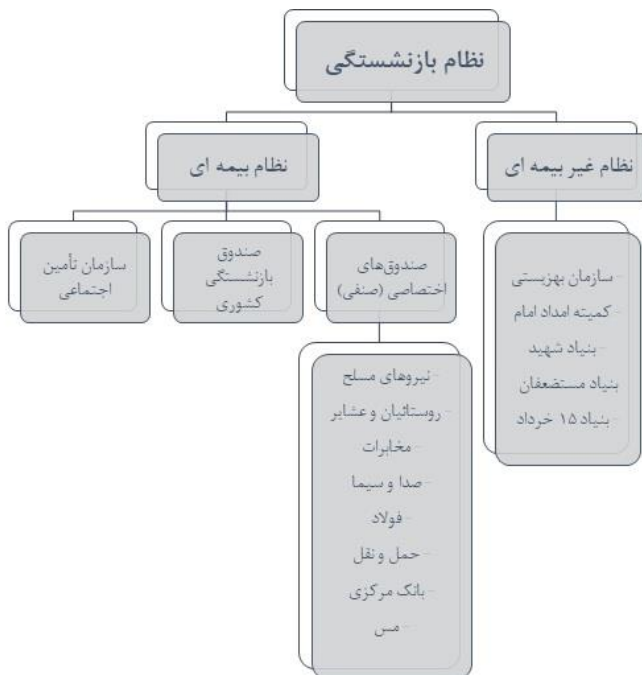 نظام بازنشستگی
نظام غیر بیمه ای
نظام بیمه ای
- سازمان بهزیستی
- کمیته امداد امام
- بنیاد شهید
بنیاد مستضعفان
- بنیاد ۱۵ خرداد
صندوق‌های
اختصاصی (صنفی)
صندوق
بازنشستگی
کشوری
سازمان تأمین
اجتماعی
- نیروهای مسلح
- روستائیان و عشایر
- مخابرات
- صدا و سیما
- فولاد
- حمل و نقل
- بانک مرکزی
- مس